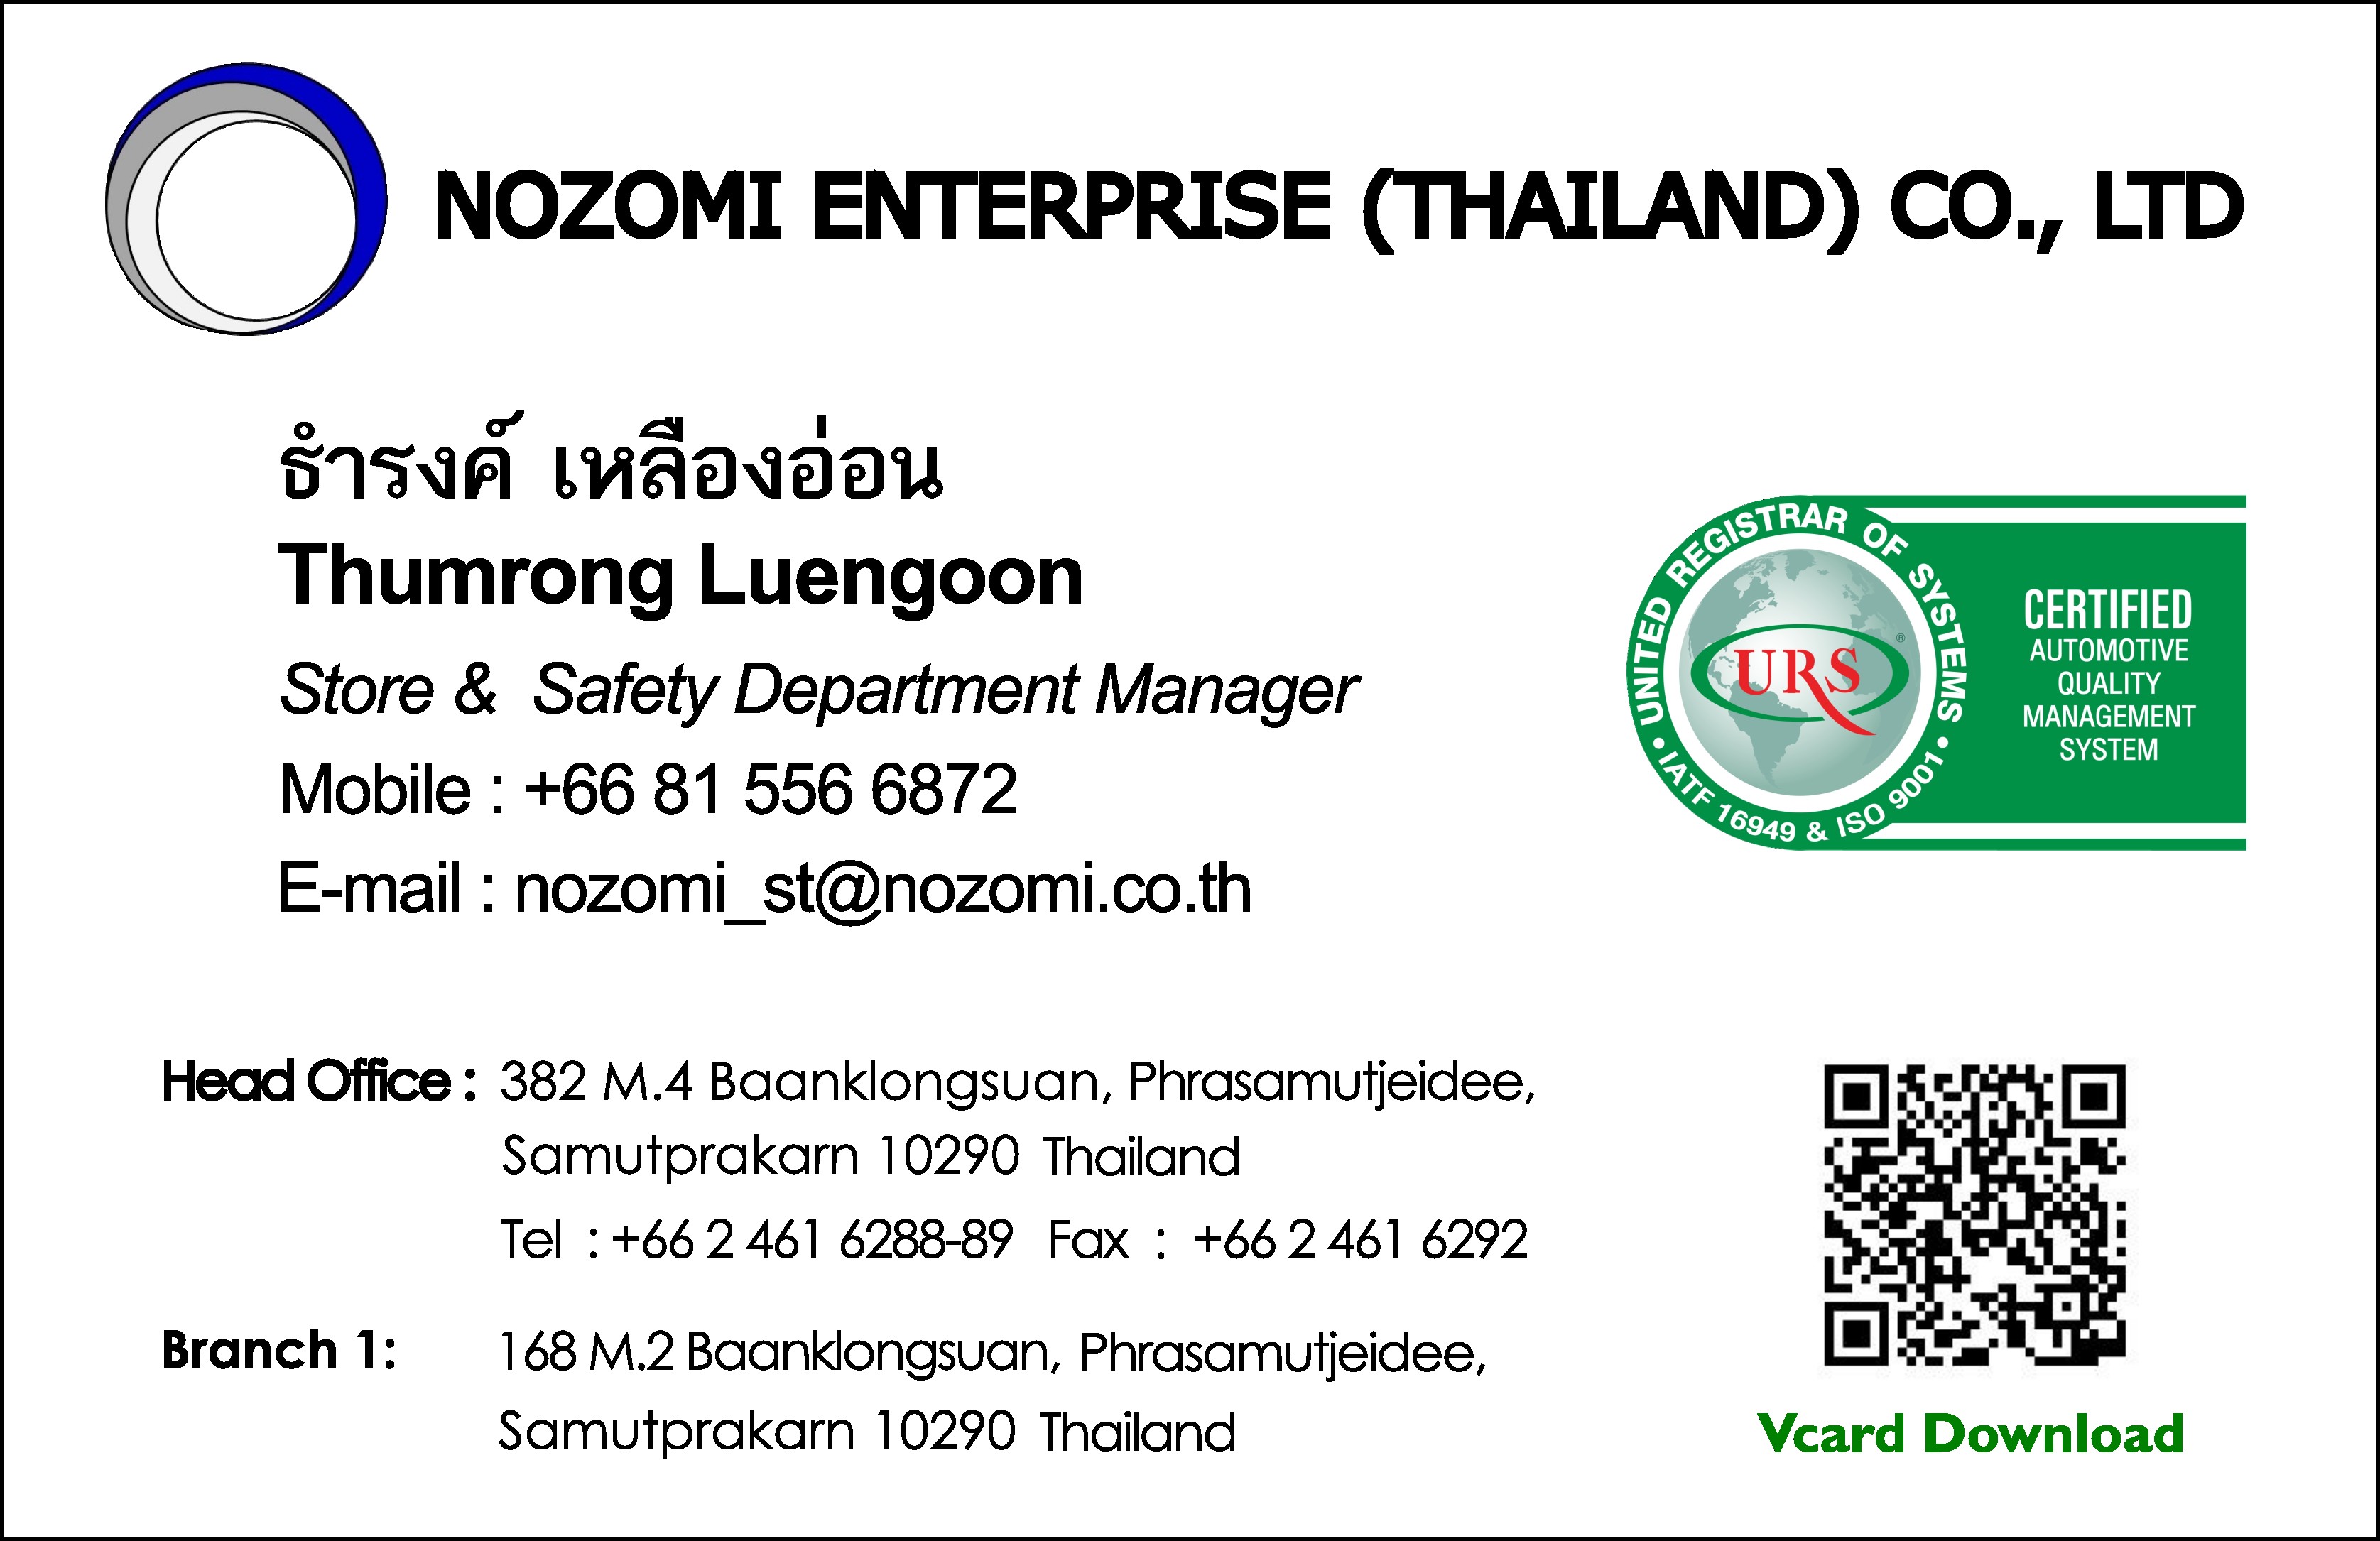 NOZOMI ENTERPRISE (THAILAND) CO., LTD
ธำรงค์ เหลืองอ่อน
Thumrong Luengoon
Store & Safety Department Manager
Mobile : +66 81 556 6872
E-mail : nozomi_st@nozomi.co.th
UNITED REGISTRAR OF SYSTEMS
• IATF 16949 & ISO 9001 •
URS ®
CERTIFIED
AUTOMOTIVE
QUALITY
MANAGEMENT
SYSTEM
Head Office : 382 M.4 Baanklongsuan, Phrasamutjeidee,
Samutprakarn 10290 Thailand
Tel : +66 2 461 6288-89 Fax : +66 2 461 6292
Branch 1: 168 M.2 Baanklongsuan, Phrasamutjeidee,
Samutprakarn 10290 Thailand
Vcard Download